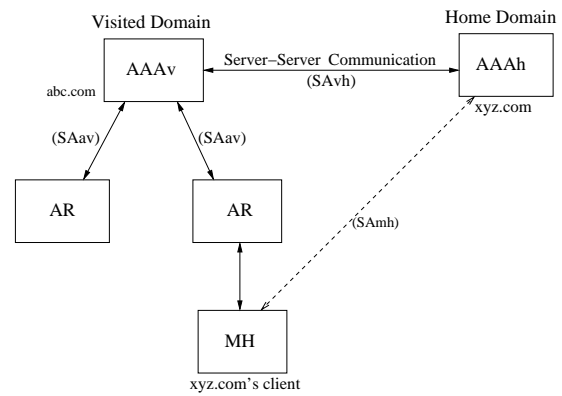 Visited Domain
Home Domain
AAAv
Server–Server Communication
AAAh
(SAvh)
abc.com
xyz.com
(SAav)
(SAav)
AR
AR
(SAmh)
MH
xyz.com's client